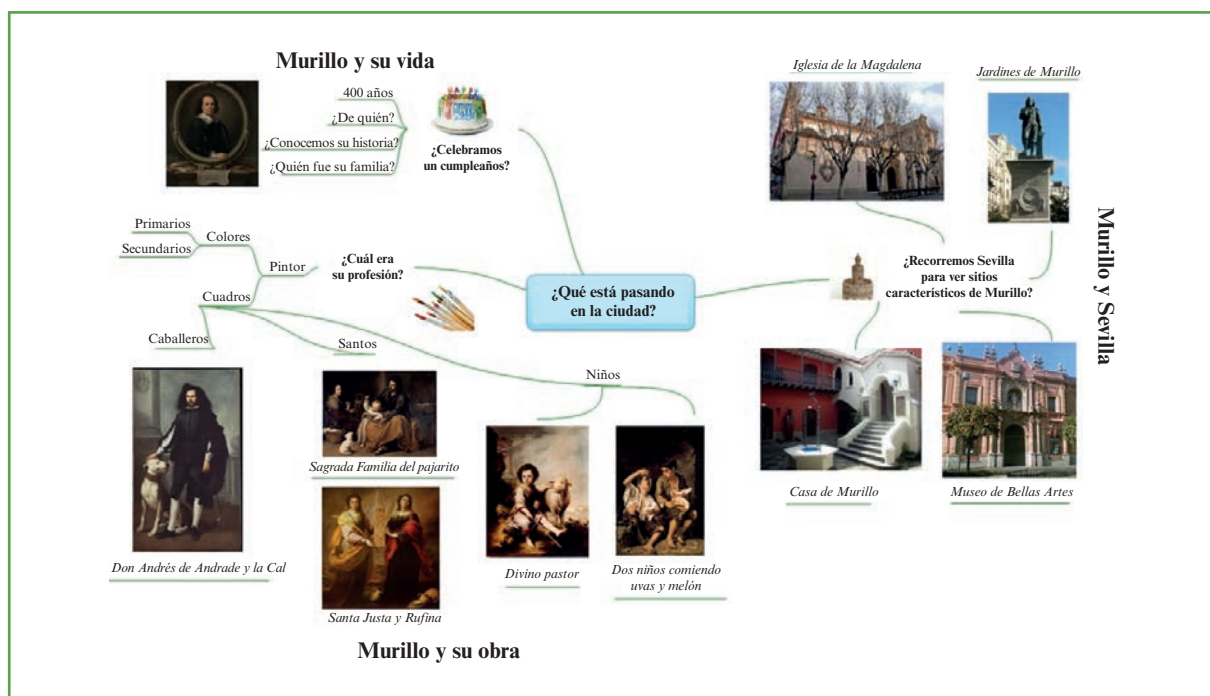 Murillo y su vida
400 años
¿De quién?
¿Conocemos su historia?
¿Quién fue su familia?
¿Celebramos
un cumpleaños?
Iglesia de la Magdalena
Jardines de Murillo
Primarios
Secundarios
Colores
Pintor
Cuadros
¿Cuál era
su profesión?
¿Qué está pasando
en la ciudad?
¿Recorremos Sevilla
para ver sitios
característicos de Murillo?
Murillo y Sevilla
Caballeros
Santos
Niños
Sagrada Familia del pajarito
Casa de Murillo
Museo de Bellas Artes
Don Andrés de Andrade y la Cal
Santa Justa y Rufina
Divino pastor
Dos niños comiendo
uvas y melón
Murillo y su obra